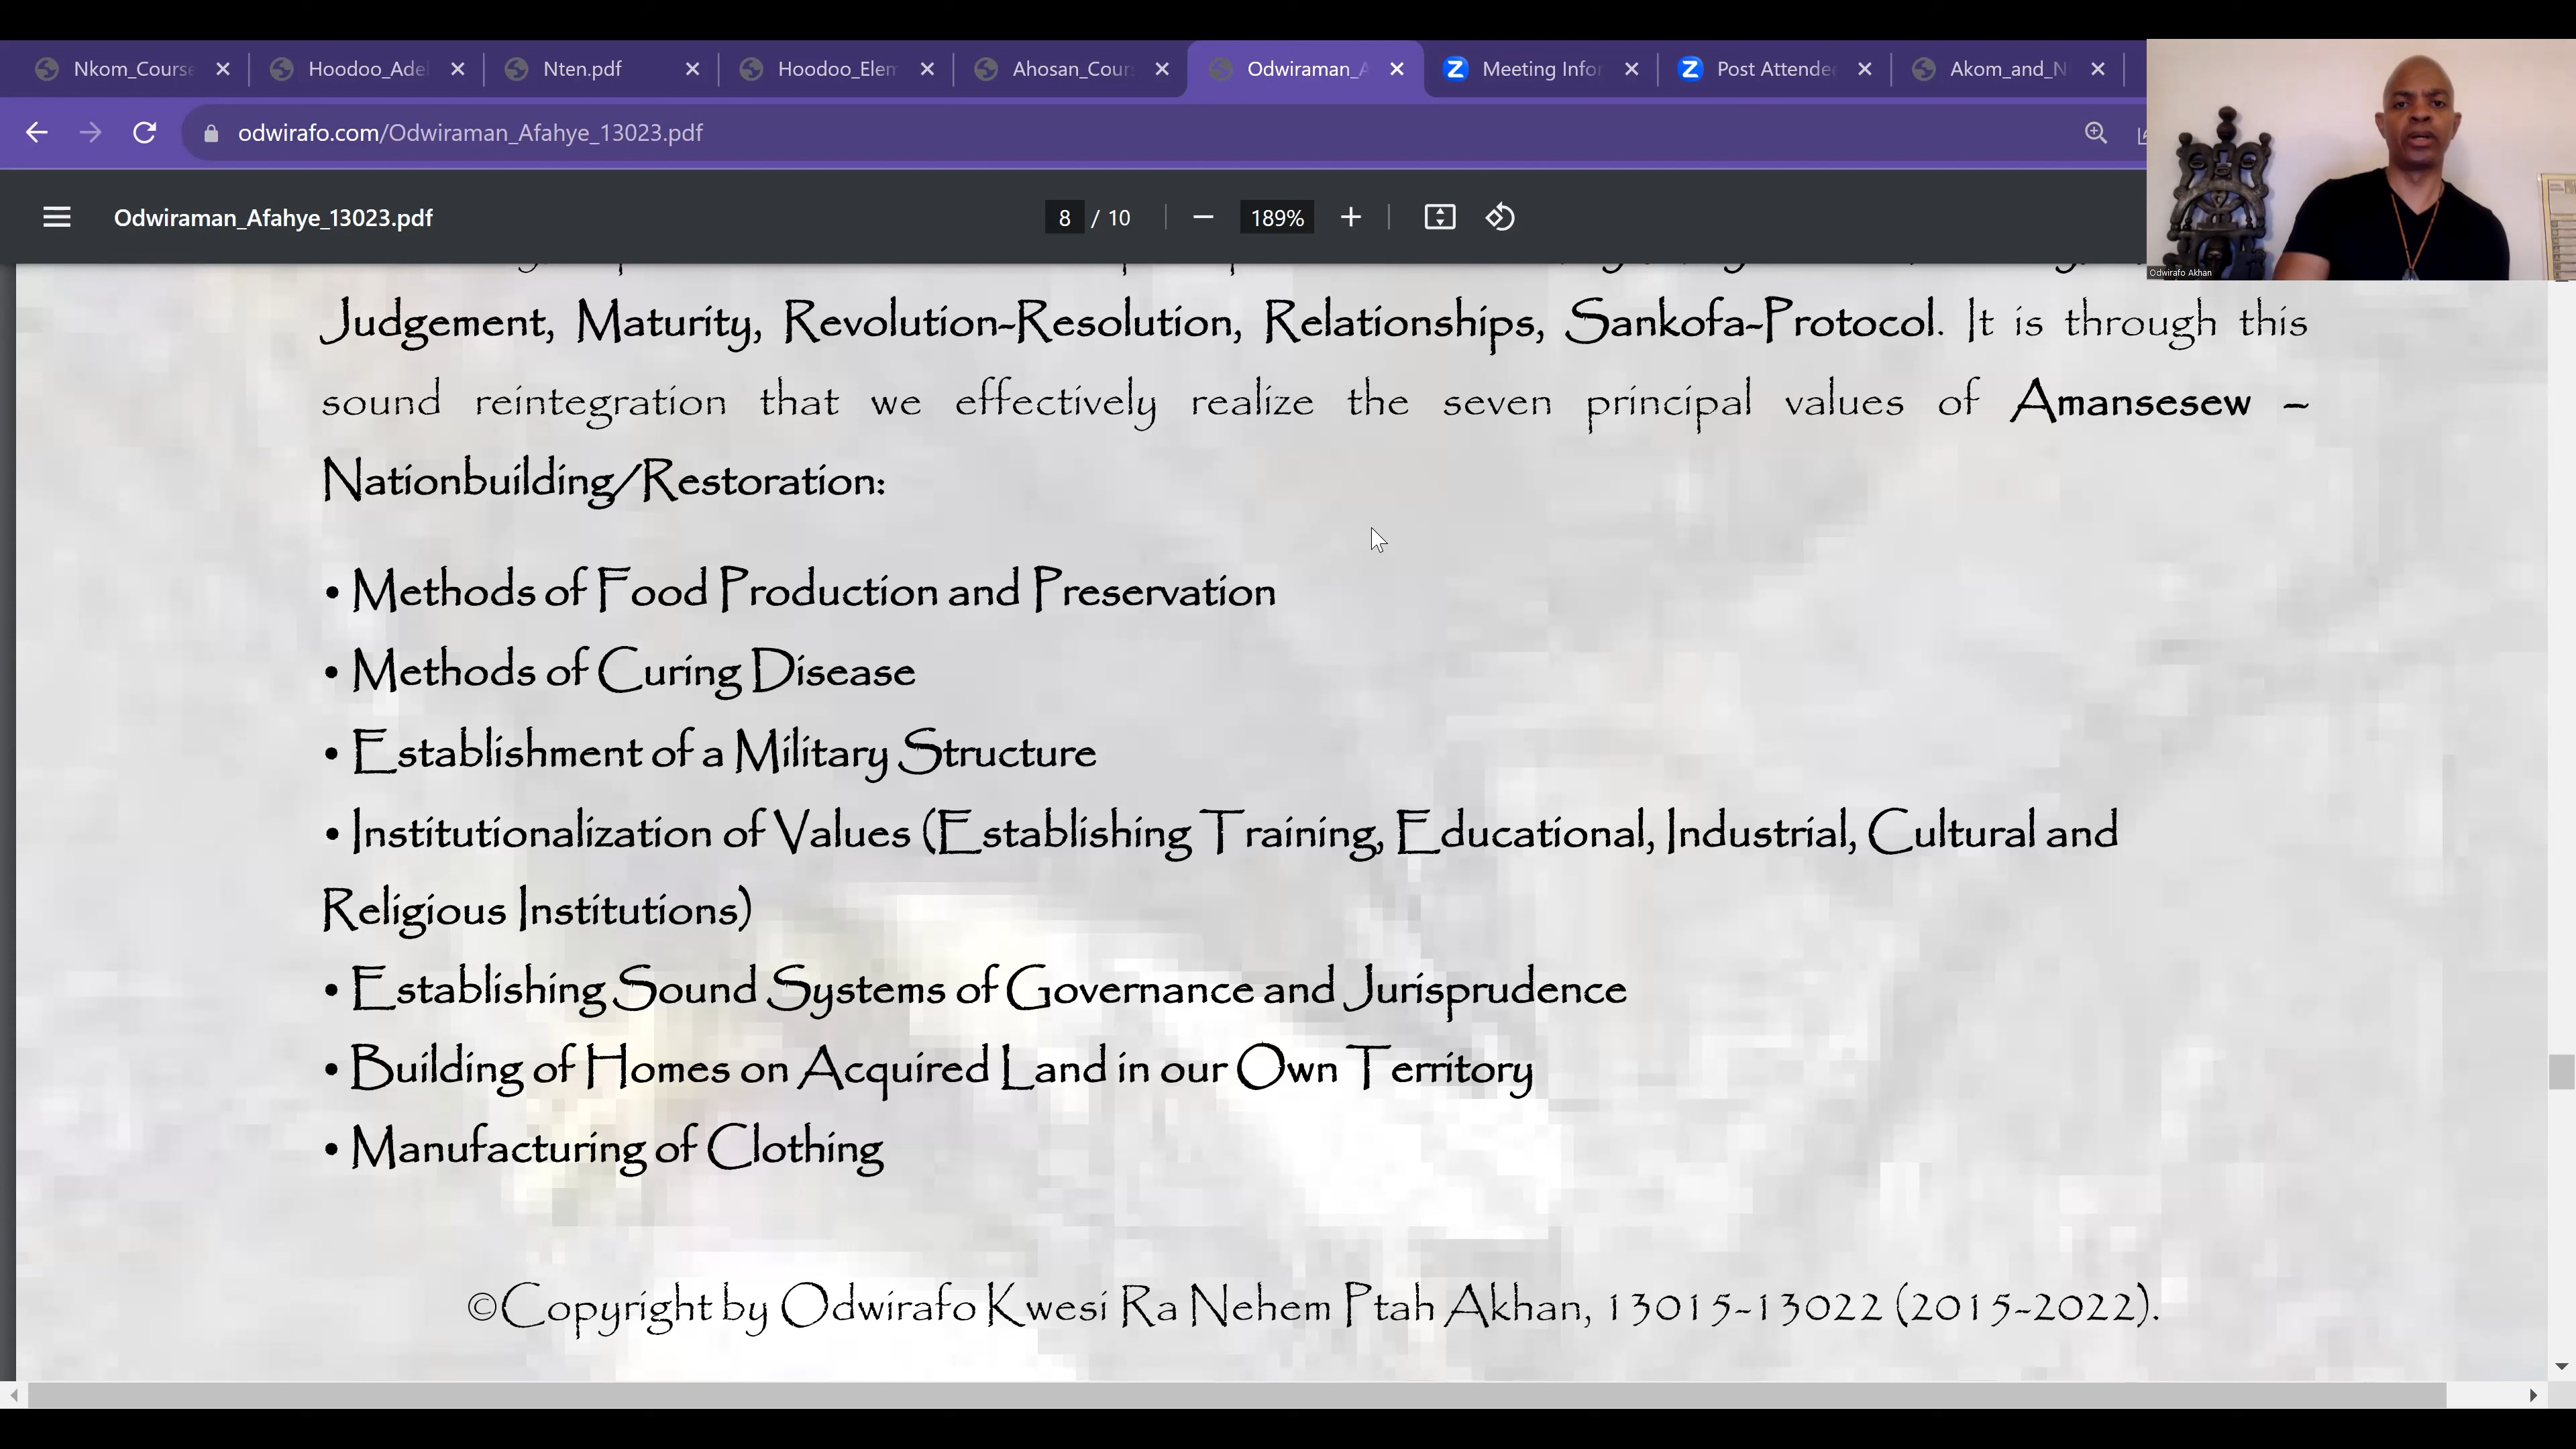 Nkom_Course
Hoodoo_Ade
Nten.pdf
Hoodoo_Elem
Ahosan_Cour
Odwiraman_A
Meeting Infor
Post Attende
Akom_and_N
odwirafo.com/Odwiraman_Afahye_13023.pdf
Odwiraman_Afahye_13023.pdf
8 / 10
189%
Odwirafo Akhan
Judgement, Maturity, Revolution-Resolution, Relationships, Sankofa-Protocol. It is through this
sound reintegration that we effectively realize the seven principal values of Amansesew –
Nationbuilding/Restoration:
• Methods of Food Production and Preservation
• Methods of Curing Disease
• Establishment of a Military Structure
• Institutionalization of Values (Establishing Training, Educational, Industrial, Cultural and
Religious Institutions)
• Establishing Sound Systems of Governance and Jurisprudence
• Building of Homes on Acquired Land in our Own Territory
• Manufacturing of Clothing
©Copyright by Odwirafo Kwesi Ra Nehem Ptah Akhan, 13015-13022 (2015-2022).